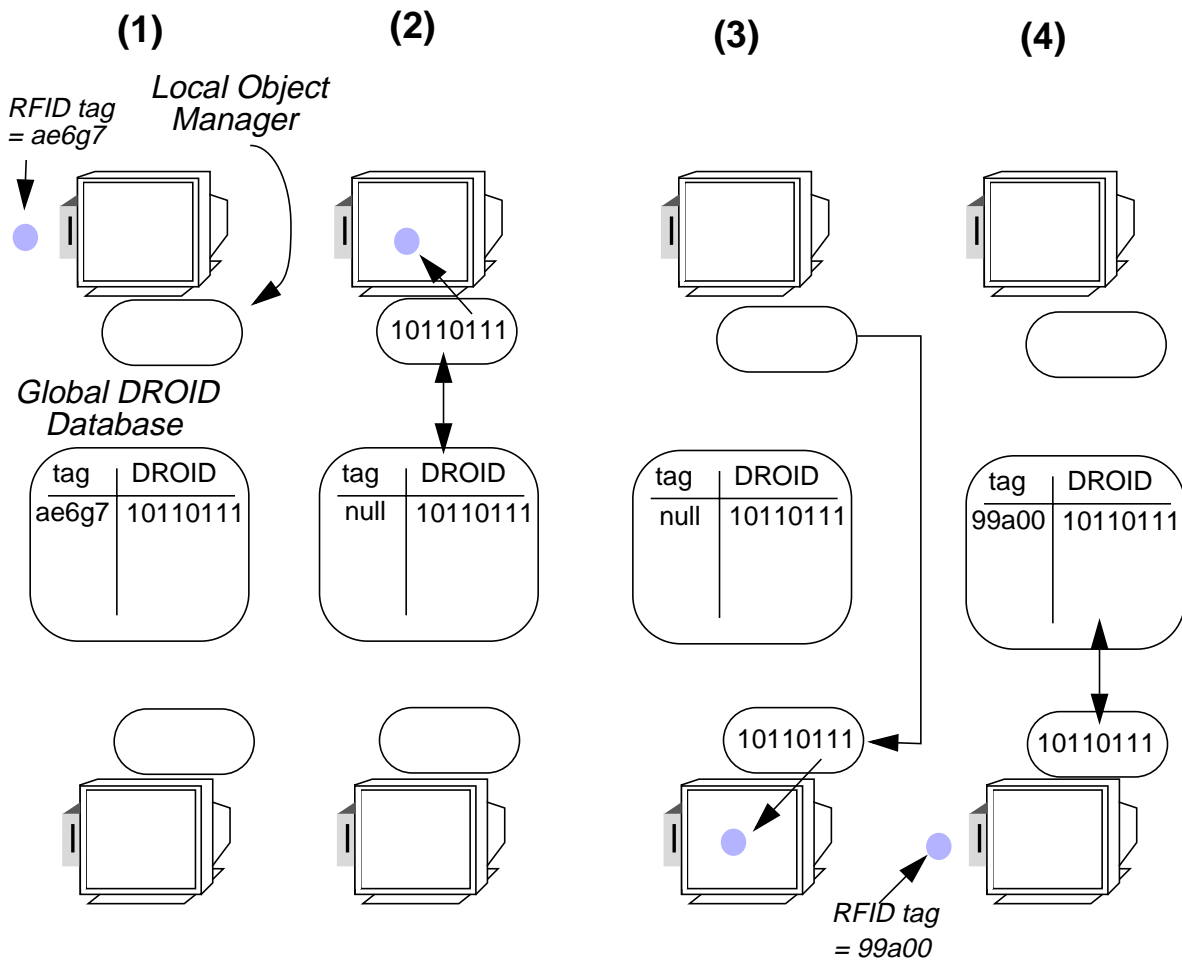 (1)
(2)
(3)
(4)
RFID tag
= ae6g7
Local Object
Manager
10110111
Global DROID
Database
tag DROID
ae6g7 10110111
tag DROID
null 10110111
tag DROID
null 10110111
tag DROID
99a00 10110111
10110111
10110111
RFID tag
= 99a00